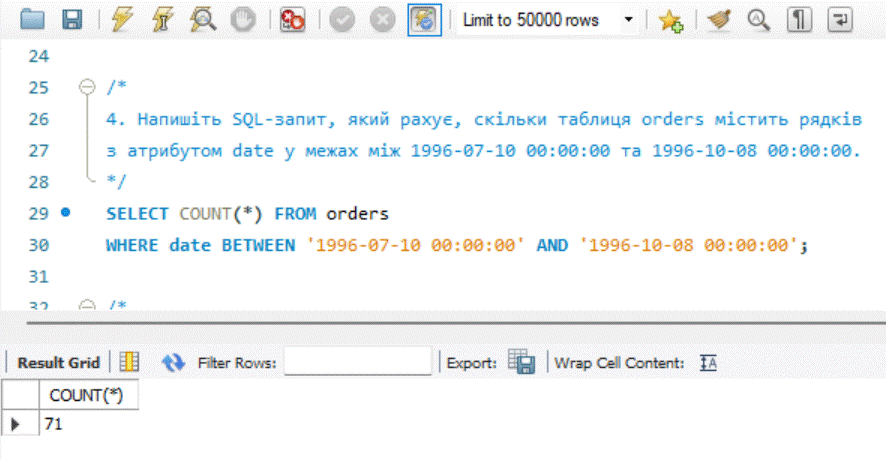 Limit to 50000 rows
24
25 /*
26 4. Напишіть SQL-запит, який рахує, скільки таблиця orders містить рядків
27 з атрибутом date у межах між 1996-07-10 00:00:00 та 1996-10-08 00:00:00.
28 */
29 SELECT COUNT(*) FROM orders
30 WHERE date BETWEEN '1996-07-10 00:00:00' AND '1996-10-08 00:00:00';
31
32 /*
Result Grid Filter Rows: Export: Wrap Cell Content:
COUNT(*)
71